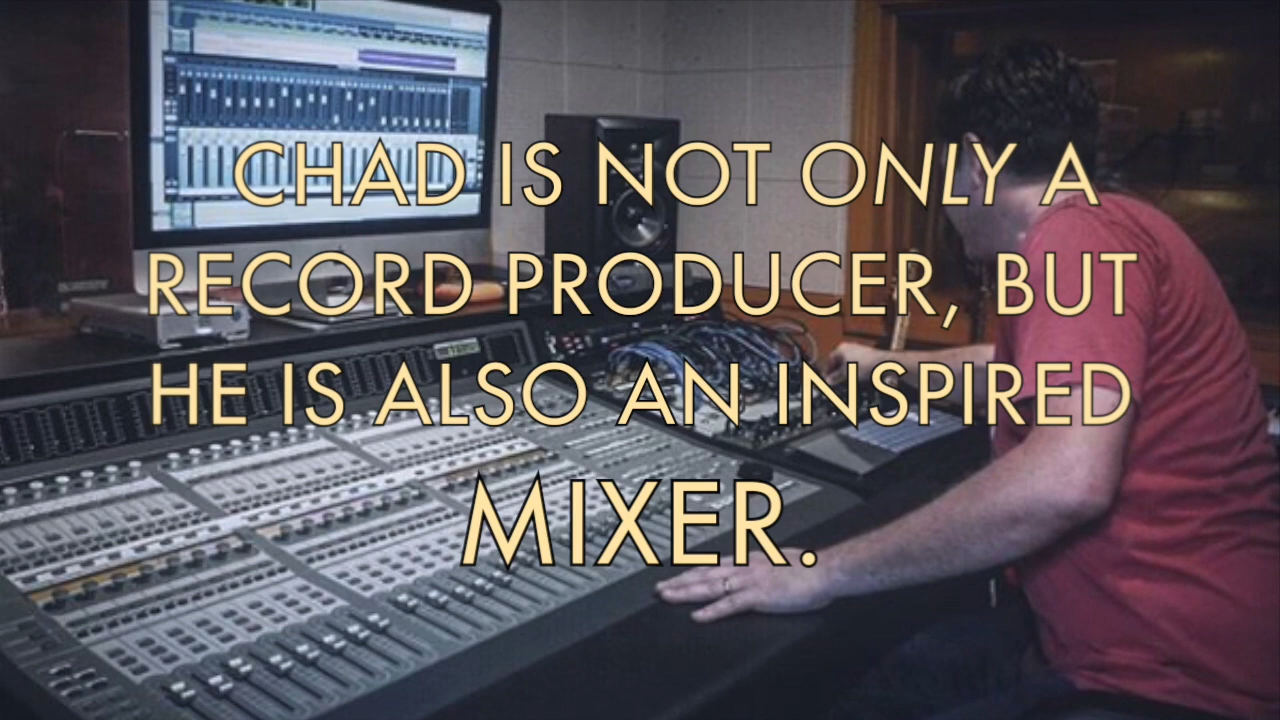 CHAD IS NOT ONLY A
RECORD PRODUCER, BUT
HE IS ALSO AN INSPIRED
MIXER.